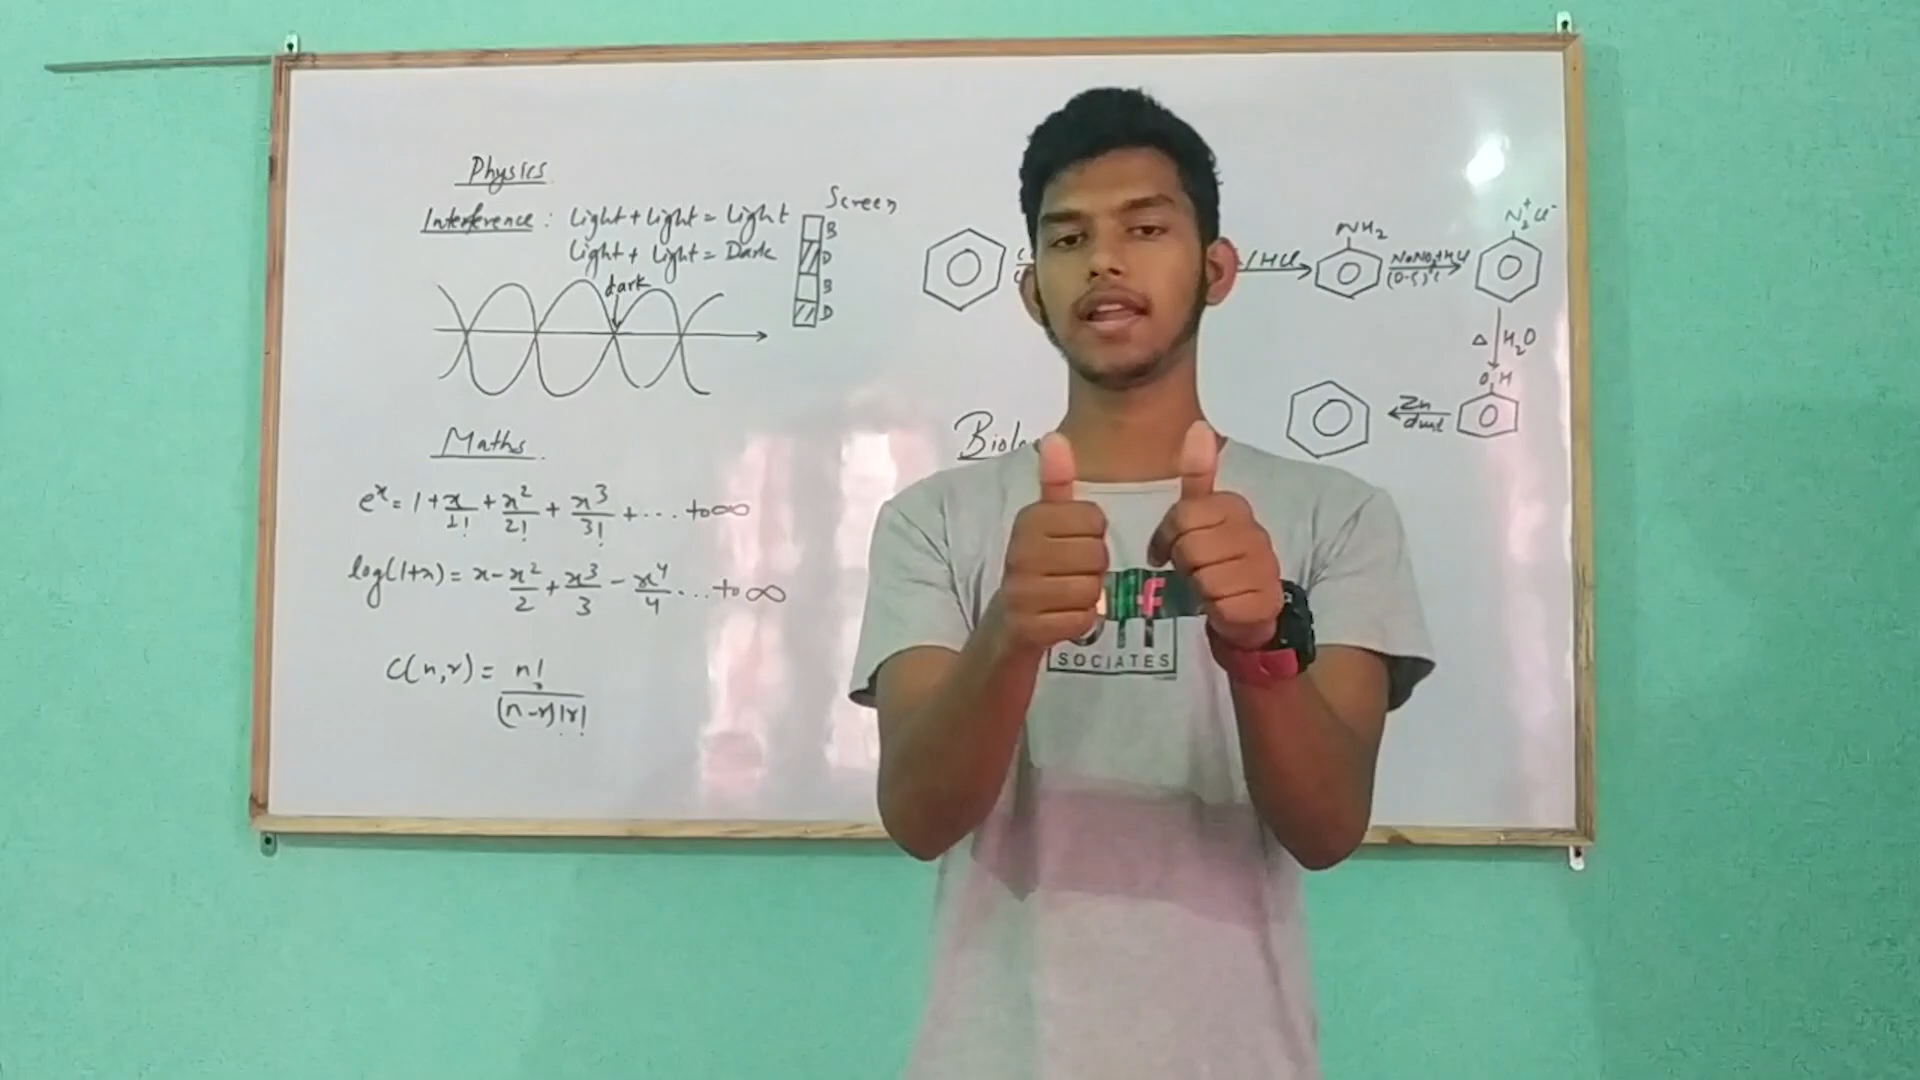 Physics
Interference: Light + Light = Light
Light + Light = Dark
dark
Screen
B
D
B
D
Maths
e^x = 1 + x/1! + x²/2! + x³/3! + ... to ∞
log(1+x) = x - x²/2 + x³/3 - x⁴/4 ... to ∞
C(n,r) = n!/(n-r)!r!
/HCl
NH₂
NaNO₂+HCl
(0-5)°C
N₂⁺Cl⁻
Δ H₂O
OH
Zn
dust
SOCIATES